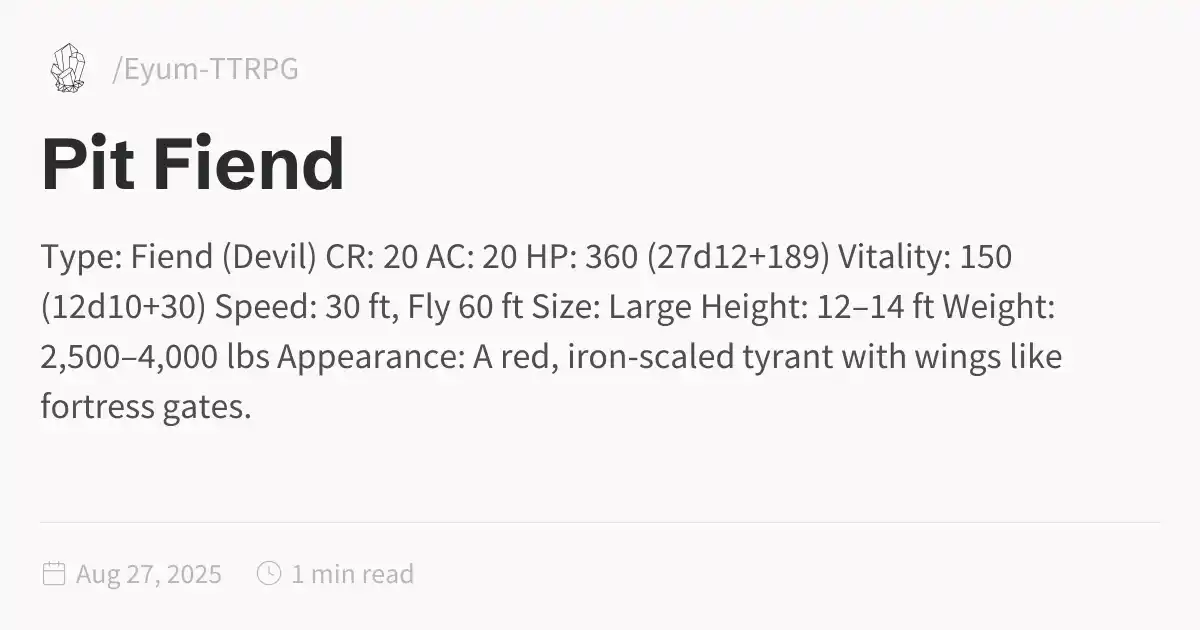 /Eyum-TTRPG
Pit Fiend
Type: Fiend (Devil) CR: 20 AC: 20 HP: 360 (27d12+189) Vitality: 150
(12d10+30) Speed: 30 ft, Fly 60 ft Size: Large Height: 12–14 ft Weight:
2,500–4,000 lbs Appearance: A red, iron-scaled tyrant with wings like
fortress gates.
Aug 27, 2025 1 min read